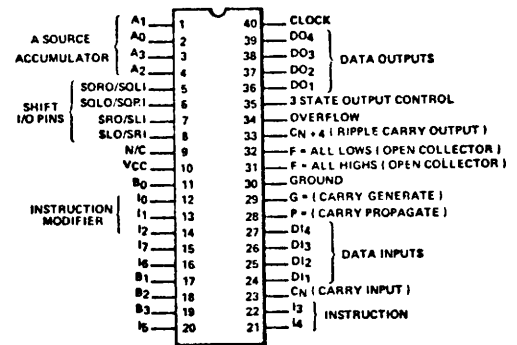 A1 1 40 CLOCK
A0 2 39 DO4
A3 3 38 DO3
A2 4 37 DO2
A SOURCE
ACCUMULATOR
SORO/SQLI 5 36 DO1
DATA OUTPUTS
SOLO/SQRI 6 35 3 STATE OUTPUT CONTROL
SRO/SLI 7 34 OVERFLOW
SLO/SRI 8 33 CN + 4 ( RIPPLE CARRY OUTPUT )
SHIFT
I/O PINS
N/C 9 32 F = ALL LOWS ( OPEN COLLECTOR )
VCC 10 31 F = ALL HIGHS ( OPEN COLLECTOR )
B0 11 30 GROUND
I0 12 29 G = ( CARRY GENERATE )
I1 13 28 P = ( CARRY PROPAGATE )
I2 14 27 DI4
INSTRUCTION
MODIFIER
I7 15 26 DI3
I6 16 25 DI2
B1 17 24 DI1
DATA INPUTS
B2 18 23 CN ( CARRY INPUT )
B3 19 22 I3
I5 20 21 I4
INSTRUCTION